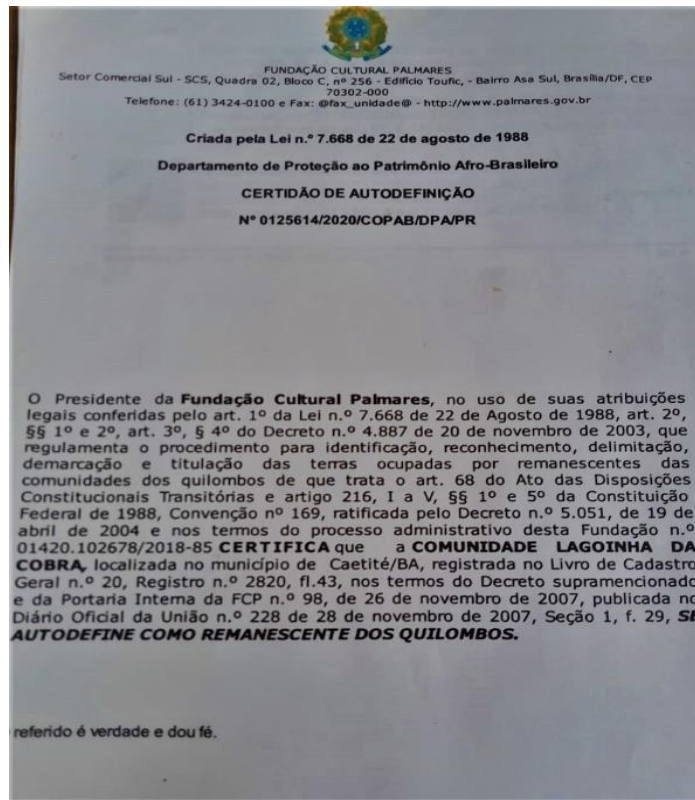 FUNDAÇÃO CULTURAL PALMARES
Setor Comercial Sul - SCS, Quadra 02, Bloco C, nº 256 - Edifício Toufic, - Bairro Asa Sul, Brasília/DF, CEP
70302-000
Telefone: (61) 3424-0100 e Fax: @fax_unidade@ - http://www.palmares.gov.br
Criada pela Lei n.º 7.668 de 22 de agosto de 1988
Departamento de Proteção ao Patrimônio Afro-Brasileiro
CERTIDÃO DE AUTODEFINIÇÃO
Nº 0125614/2020/COPAB/DPA/PR
O Presidente da Fundação Cultural Palmares, no uso de suas atribuições
legais conferidas pelo art. 1º da Lei n.º 7.668 de 22 de Agosto de 1988, art. 2º,
§§ 1º e 2º, art. 3º, § 4º do Decreto n.º 4.887 de 20 de novembro de 2003, que
regulamenta o procedimento para identificação, reconhecimento, delimitação,
demarcação e titulação das terras ocupadas por remanescentes das
comunidades dos quilombos de que trata o art. 68 do Ato das Disposições
Constitucionais Transitórias e artigo 216, I a V, §§ 1º e 5º da Constituição
Federal de 1988, Convenção nº 169, ratificada pelo Decreto n.º 5.051, de 19 de
abril de 2004 e nos termos do processo administrativo desta Fundação n.º
01420.102678/2018-85 CERTIFICA que a COMUNIDADE LAGOINHA DA
COBRA, localizada no município de Caetité/BA, registrada no Livro de Cadastro
Geral n.º 20, Registro n.º 2820, fl.43, nos termos do Decreto supramencionado
e da Portaria Interna da FCP n.º 98, de 26 de novembro de 2007, publicada no
Diário Oficial da União n.º 228 de 28 de novembro de 2007, Seção 1, f. 29, SE
AUTODEFINE COMO REMANESCENTE DOS QUILOMBOS.
referido é verdade e dou fé.